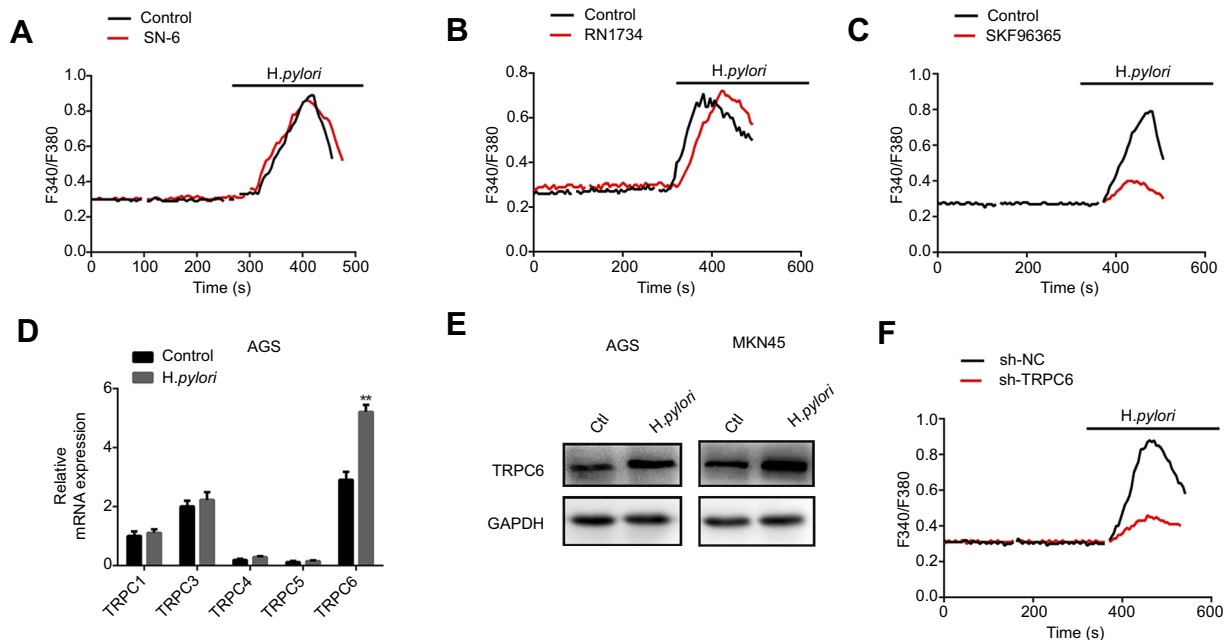 A
Control
SN-6
H.pylori
F340/F380
1.0
0.8
0.6
0.4
0.2
0.0
0 100 200 300 400 500
Time (s)
B
Control
RN1734
H.pylori
F340/F380
0.8
0.6
0.4
0.2
0.0
0 200 400 600
Time (s)
C
Control
SKF96365
H.pylori
F340/F380
1.0
0.8
0.6
0.4
0.2
0.0
0 200 400 600
Time (s)
D
AGS
Control
H.pylori
Relative
mRNA expression
6
4
2
0
**
TRPC1 TRPC3 TRPC4 TRPC5 TRPC6
E
AGS MKN45
Ctl H.pylori Ctl H.pylori
TRPC6
GAPDH
F
sh-NC
sh-TRPC6
H.pylori
F340/F380
1.0
0.8
0.6
0.4
0.2
0.0
0 200 400 600
Time (s)